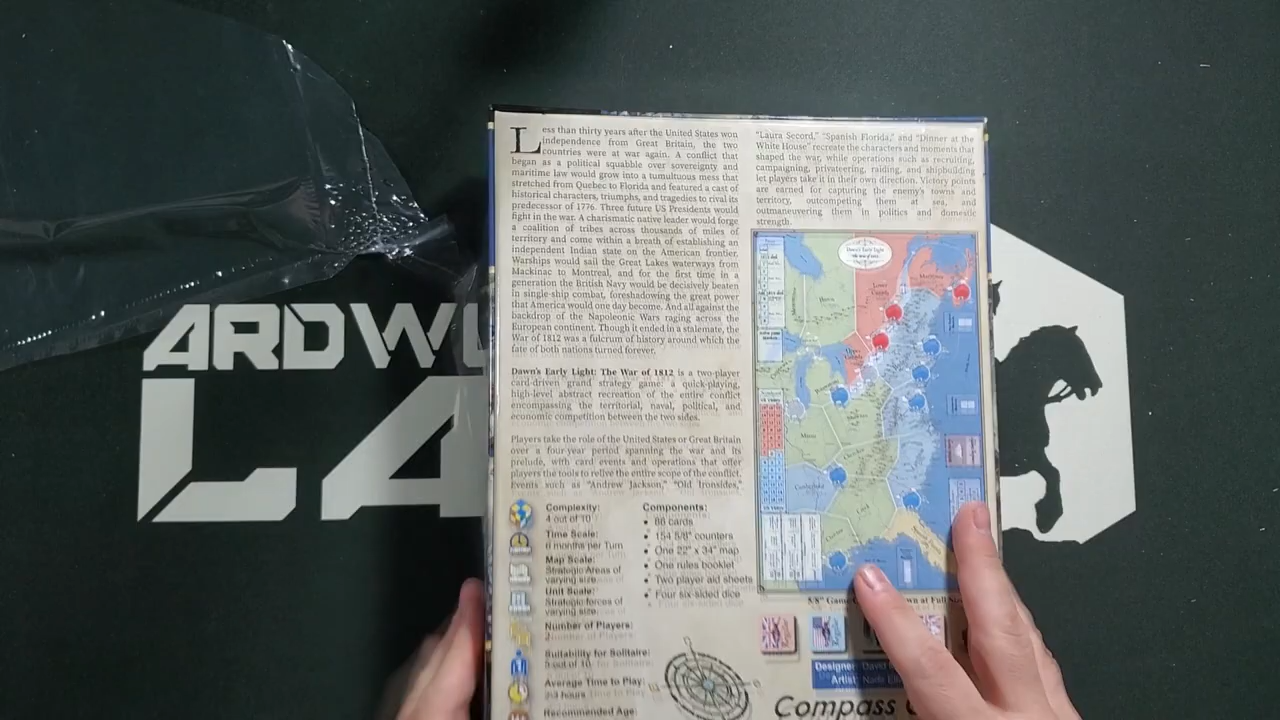 Less than thirty years after the United States won
independence from Great Britain, the two
countries were at war again. A conflict that
began as a political squabble over sovereignty and
maritime law would grow into a tumultuous mess that
stretched from Quebec to Florida and featured a cast of
historical characters, triumphs, and tragedies to rival its
predecessor of 1776. Three future US Presidents would
fight in the war. A charismatic native leader would forge
a coalition of tribes across thousands of miles of
territory and come within a breath of establishing an
independent Indian state on the American frontier.
Warships would sail the Great Lakes waterways from
Mackinac to Montreal, and for the first time in a
generation the British Navy would be decisively beaten
in single-ship combat, foreshadowing the great power
that America would one day become. And all against the
backdrop of the Napoleonic Wars raging across the
European continent. Though it ended in a stalemate, the
War of 1812 was a fulcrum of history around which the
fate of both nations turned forever.
Dawn's Early Light: The War of 1812 is a two-player
card-driven grand strategy game: a quick-playing,
high-level abstract recreation of the entire conflict
encompassing the territorial, naval, political, and
economic competition between the two sides.
Players take the role of the United States or Great Britain
over a four-year period spanning the war and its
prelude, with card events and operations that offer
players the tools to relive the entire scope of the conflict.
Events such as "Andrew Jackson," "Old Ironsides,"
"Laura Secord," "Spanish Florida," and "Dinner at the
White House" recreate the characters and moments that
shaped the war, while operations such as recruiting,
campaigning, privateering, raiding, and shipbuilding
let players take it in their own direction. Victory points
are earned for capturing the enemy's towns and
territory, outcompeting them at sea, and
outmaneuvering them in politics and domestic
strength.
Dawn's Early Light
Lower Canada
Upper Canada
Complexity:
4 out of 10
Time Scale:
6 months per Turn
Map Scale:
Strategic Areas of
varying size
Unit Scale:
Strategic forces of
varying size
Number of Players:
2
Suitability for Solitaire:
5 out of 10
Average Time to Play:
2-3 hours
Recommended Age:
Components:
• 88 cards
• 154 5/8" counters
• One 22" x 34" map
• One rules booklet
• Two player aid sheets
• Four six-sided dice
5/8" Game
at Full
Designer: David
Artist:
Compass
ARDWO
LA